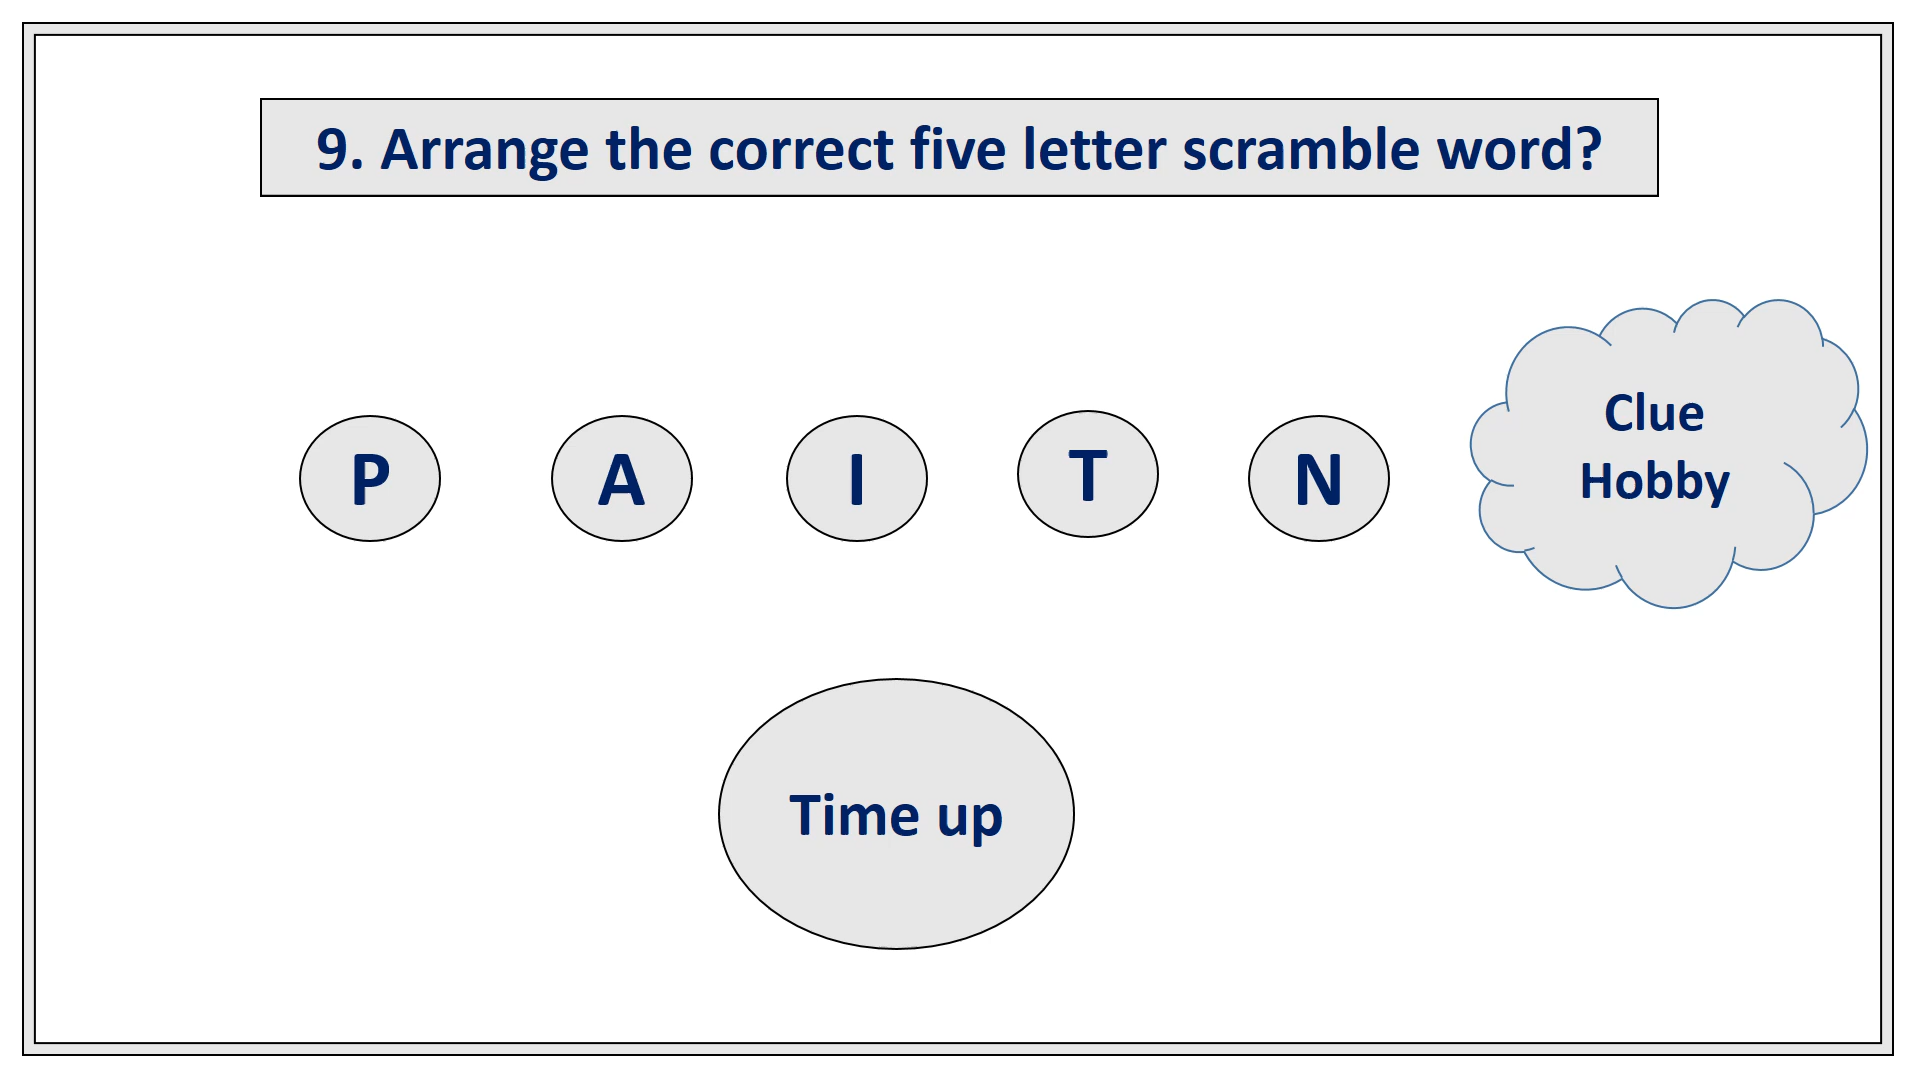 9. Arrange the correct five letter scramble word?
P A I T N
Clue
Hobby
Time up